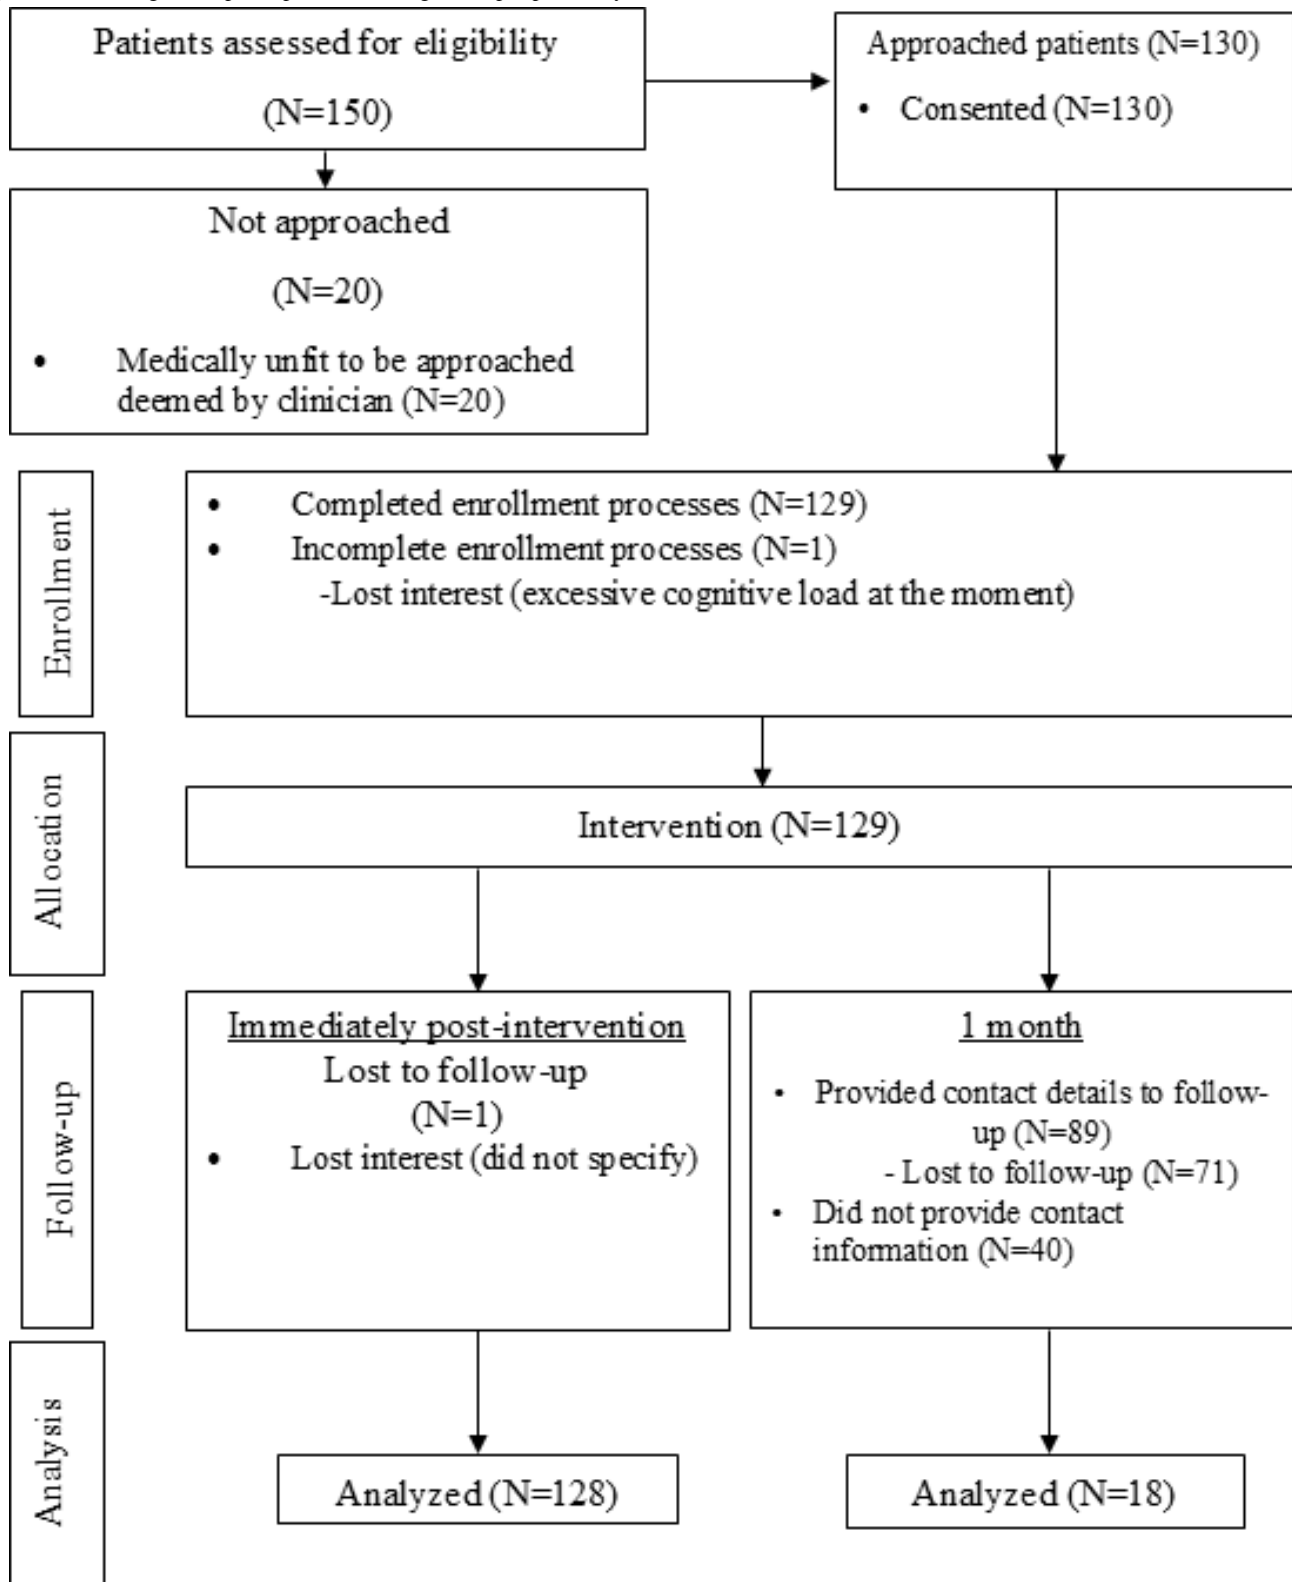 Patients assessed for eligibility
(N=150)
Approached patients (N=130)
• Consented (N=130)
Not approached
(N=20)
• Medically unfit to be approached
deemed by clinician (N=20)
Enrollment
• Completed enrollment processes (N=129)
• Incomplete enrollment processes (N=1)
-Lost interest (excessive cognitive load at the moment)
Allocation
Intervention (N=129)
Follow-up
Immediately post-intervention
Lost to follow-up
(N=1)
• Lost interest (did not specify)
1 month
• Provided contact details to follow-
up (N=89)
- Lost to follow-up (N=71)
• Did not provide contact
information (N=40)
Analysis
Analyzed (N=128)
Analyzed (N=18)